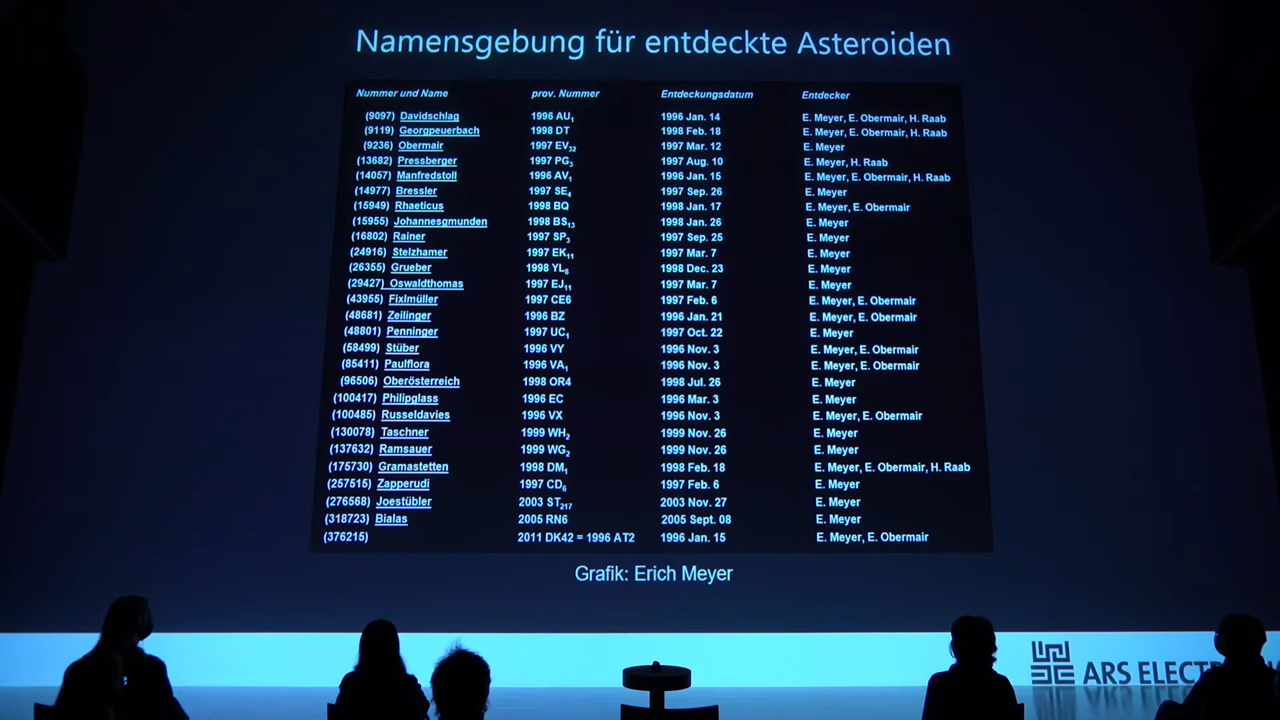 Namensgebung für entdeckte Asteroiden
Nummer und Name prov. Nummer Entdeckungsdatum Entdecker
(9097) Davidschlag 1996 AU1 1996 Jan. 14 E. Meyer, E. Obermair, H. Raab
(9119) Georgpeuerbach 1998 DT 1998 Feb. 18 E. Meyer, E. Obermair, H. Raab
(9236) Obermair 1997 EV32 1997 Mar. 12 E. Meyer
(13682) Pressberger 1997 PG3 1997 Aug. 10 E. Meyer, H. Raab
(14057) Manfredstoll 1996 AV1 1996 Jan. 15 E. Meyer, E. Obermair, H. Raab
(14977) Bressler 1997 SE4 1997 Sep. 26 E. Meyer
(15949) Rhaeticus 1998 BQ 1998 Jan. 17 E. Meyer, E. Obermair
(15955) Johannesgmunden 1998 BS13 1998 Jan. 26 E. Meyer
(16802) Rainer 1997 SP3 1997 Sep. 25 E. Meyer
(24916) Stelzhamer 1997 EK11 1997 Mar. 7 E. Meyer
(26355) Grueber 1998 YL6 1998 Dec. 23 E. Meyer
(29427) Oswaldthomas 1997 EJ11 1997 Mar. 7 E. Meyer
(43955) Fixlmüller 1997 CE6 1997 Feb. 6 E. Meyer, E. Obermair
(48681) Zeilinger 1996 BZ 1996 Jan. 21 E. Meyer, E. Obermair
(48801) Penninger 1997 UC1 1997 Oct. 22 E. Meyer
(58499) Stüber 1996 VY 1996 Nov. 3 E. Meyer, E. Obermair
(85411) Paulflora 1996 VA1 1996 Nov. 3 E. Meyer, E. Obermair
(96506) Oberösterreich 1998 OR4 1998 Jul. 26 E. Meyer
(100417) Philipglass 1996 EC 1996 Mar. 3 E. Meyer
(100485) Russeldavies 1996 VX 1996 Nov. 3 E. Meyer, E. Obermair
(130078) Taschner 1999 WH2 1999 Nov. 26 E. Meyer
(137632) Ramsauer 1999 WG2 1999 Nov. 26 E. Meyer
(175730) Gramastetten 1998 DM1 1998 Feb. 18 E. Meyer, E. Obermair, H. Raab
(257515) Zapperudi 1997 CD6 1997 Feb. 6 E. Meyer
(276568) Joestübler 2003 ST217 2003 Nov. 27 E. Meyer
(318723) Bialas 2005 RN6 2005 Sept. 08 E. Meyer
(376215) 2011 DK42 = 1996 AT2 1996 Jan. 15 E. Meyer, E. Obermair
Grafik: Erich Meyer
ARS